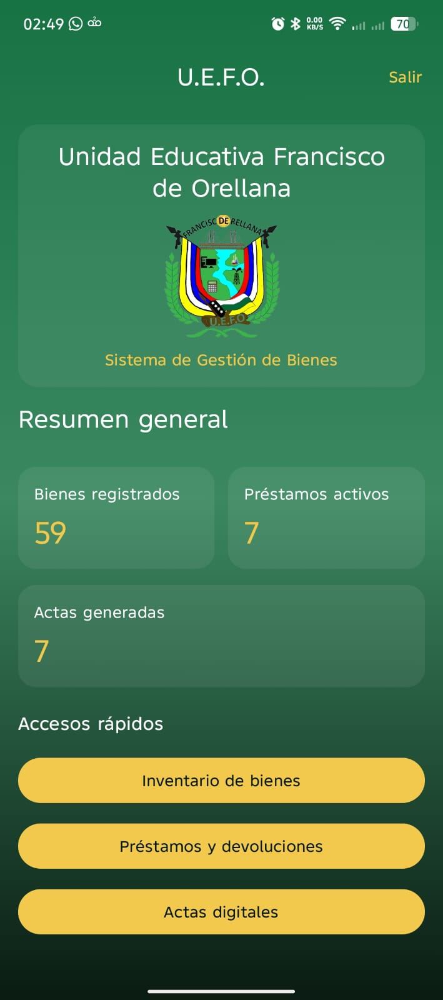 02:49
0.00
KB/S
70
U.E.F.O.
Salir
Unidad Educativa Francisco
de Orellana
FRANCISC DE RELLANA
U.E.F.O
Sistema de Gestión de Bienes
Resumen general
Bienes registrados
59
Préstamos activos
7
Actas generadas
7
Accesos rápidos
Inventario de bienes
Préstamos y devoluciones
Actas digitales